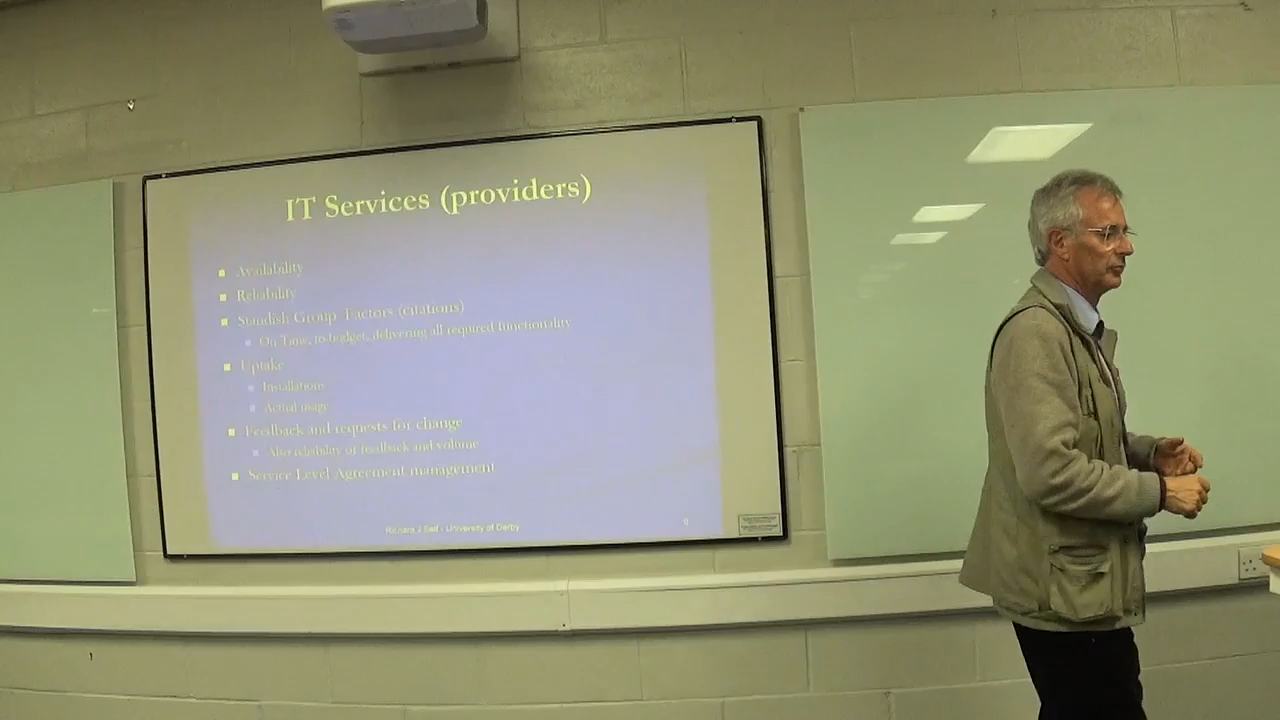 IT Services (providers)
Availability
Reliability
Standish Group Factors (citations)
On Time, to budget, delivering all required functionality
Uptake
Installations
Actual usage
Feedback and requests for change
Also reliability of feedback and volume
Service Level Agreement management
Richard J Self - University of Derby
9